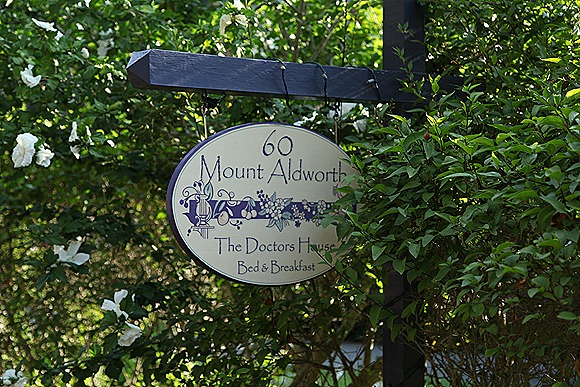 60
Mount Aldworth
The Doctors House
Bed & Breakfast